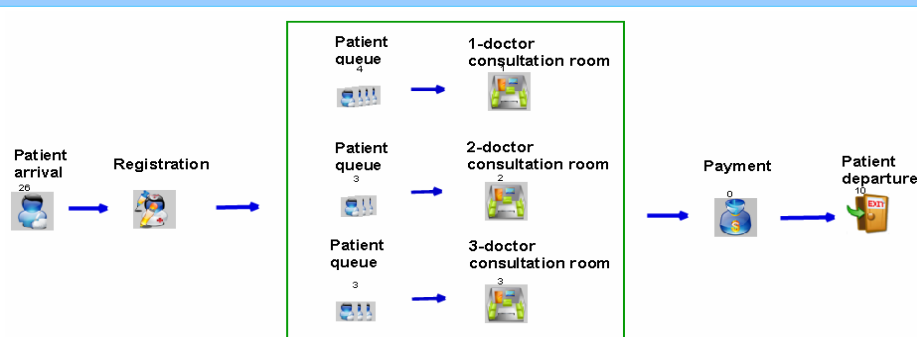 Patient
arrival
26
Registration
Patient
queue
4
1-doctor
consultation room
1
Patient
queue
3
2-doctor
consultation room
2
Patient
queue
3
3-doctor
consultation room
3
Payment
0
$
Patient
departure
10
EXIT